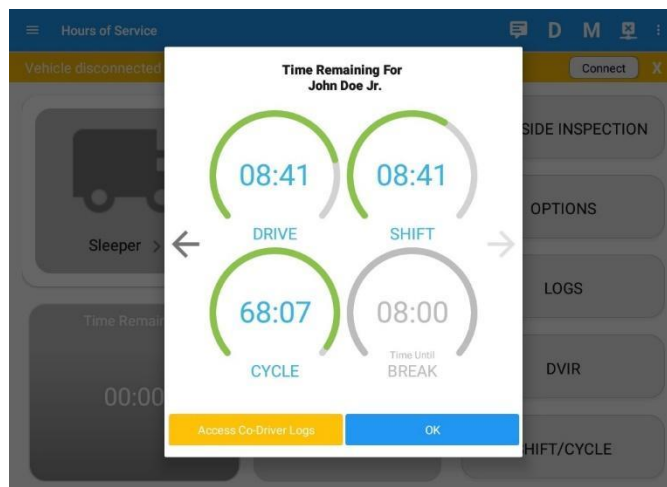 Hours of Service
D M
Vehicle disconnected
Connect X
Time Remaining For
John Doe Jr.
SIDE INSPECTION
08:41
08:41
DRIVE
SHIFT
OPTIONS
Sleeper >
68:07
08:00
LOGS
Time Remain
Time Until
CYCLE
BREAK
DVIR
00:00
Access Co-Driver Logs
OK
HIFT/CYCLE